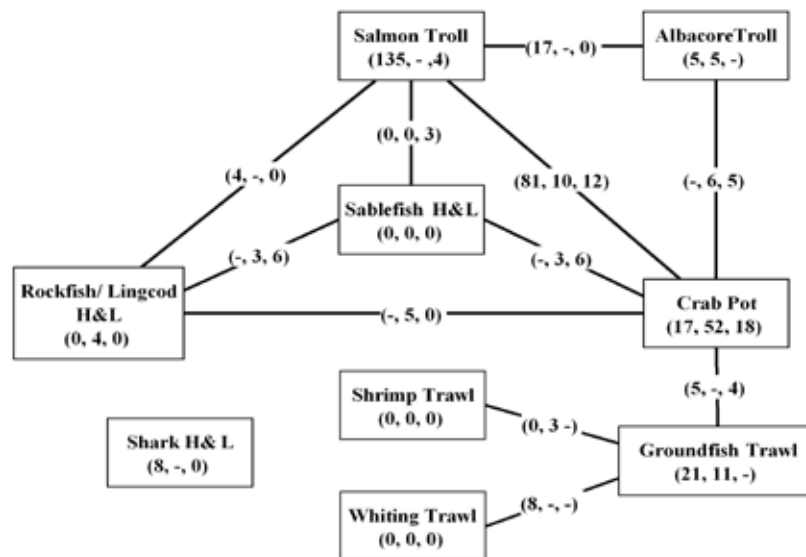 Salmon Troll
(135, - ,4)
(17, -, 0)
AlbacoreTroll
(5, 5, -)
(0, 0, 3)
(4, -, 0)
(81, 10, 12)
(-, 6, 5)
Sablefish H&L
(0, 0, 0)
(-, 3, 6)
(-, 3, 6)
Rockfish/ Lingcod
H&L
(0, 4, 0)
(-, 5, 0)
Crab Pot
(17, 52, 18)
Shrimp Trawl
(0, 0, 0)
(5, -, 4)
(0, 3 -)
Shark H& L
(8, -, 0)
Groundfish Trawl
(21, 11, -)
(8, -, -)
Whiting Trawl
(0, 0, 0)